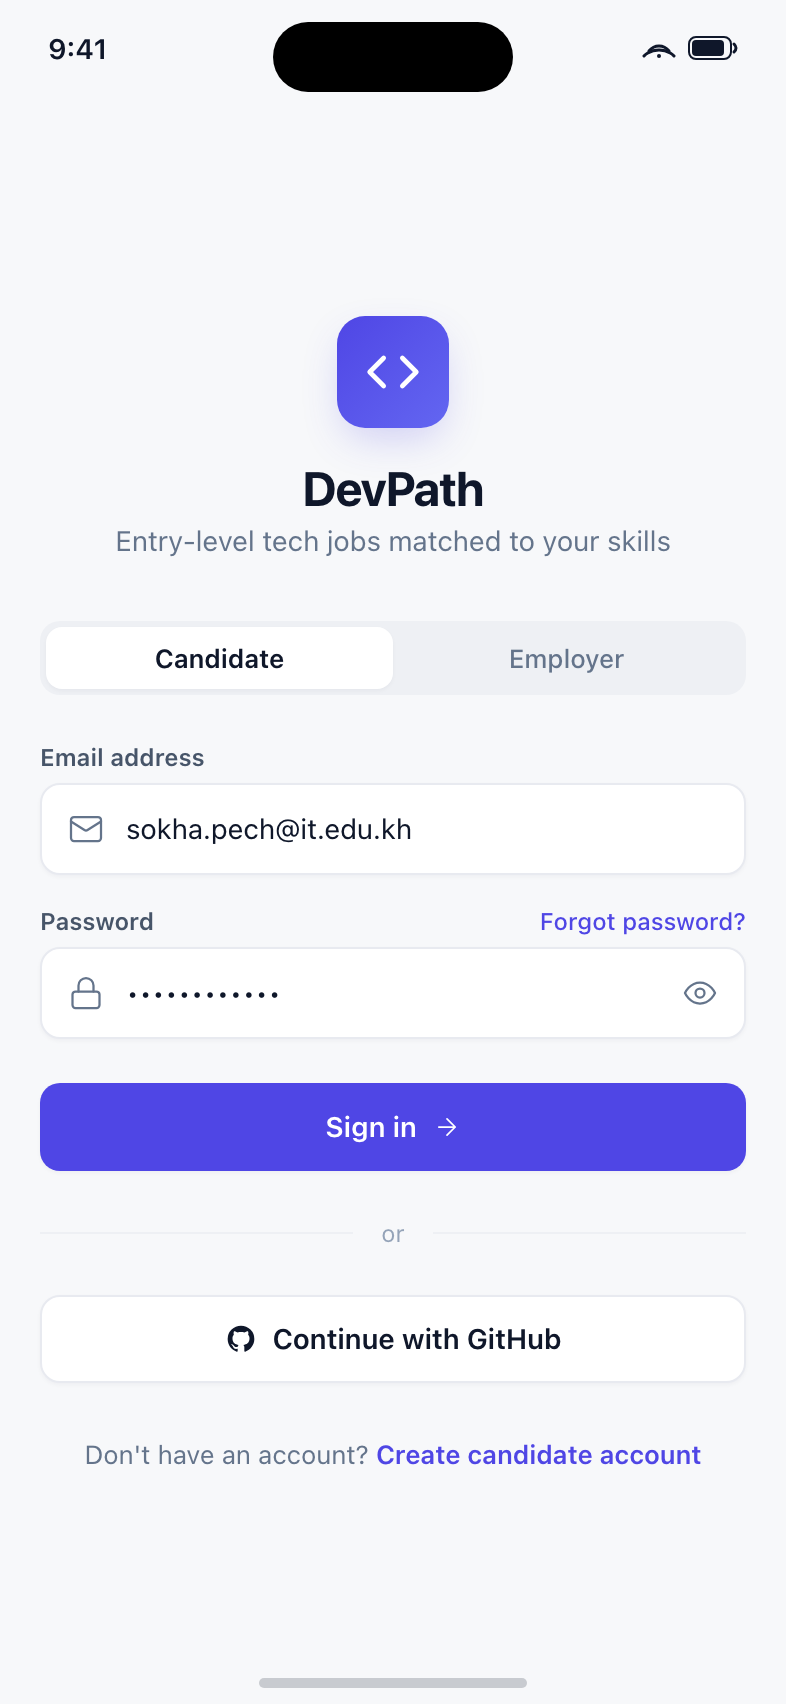 9:41
DevPath
Entry-level tech jobs matched to your skills
Candidate
Employer
Email address
sokha.pech@it.edu.kh
Password
Forgot password?
••••••••••••
Sign in →
or
Continue with GitHub
Don't have an account? Create candidate account